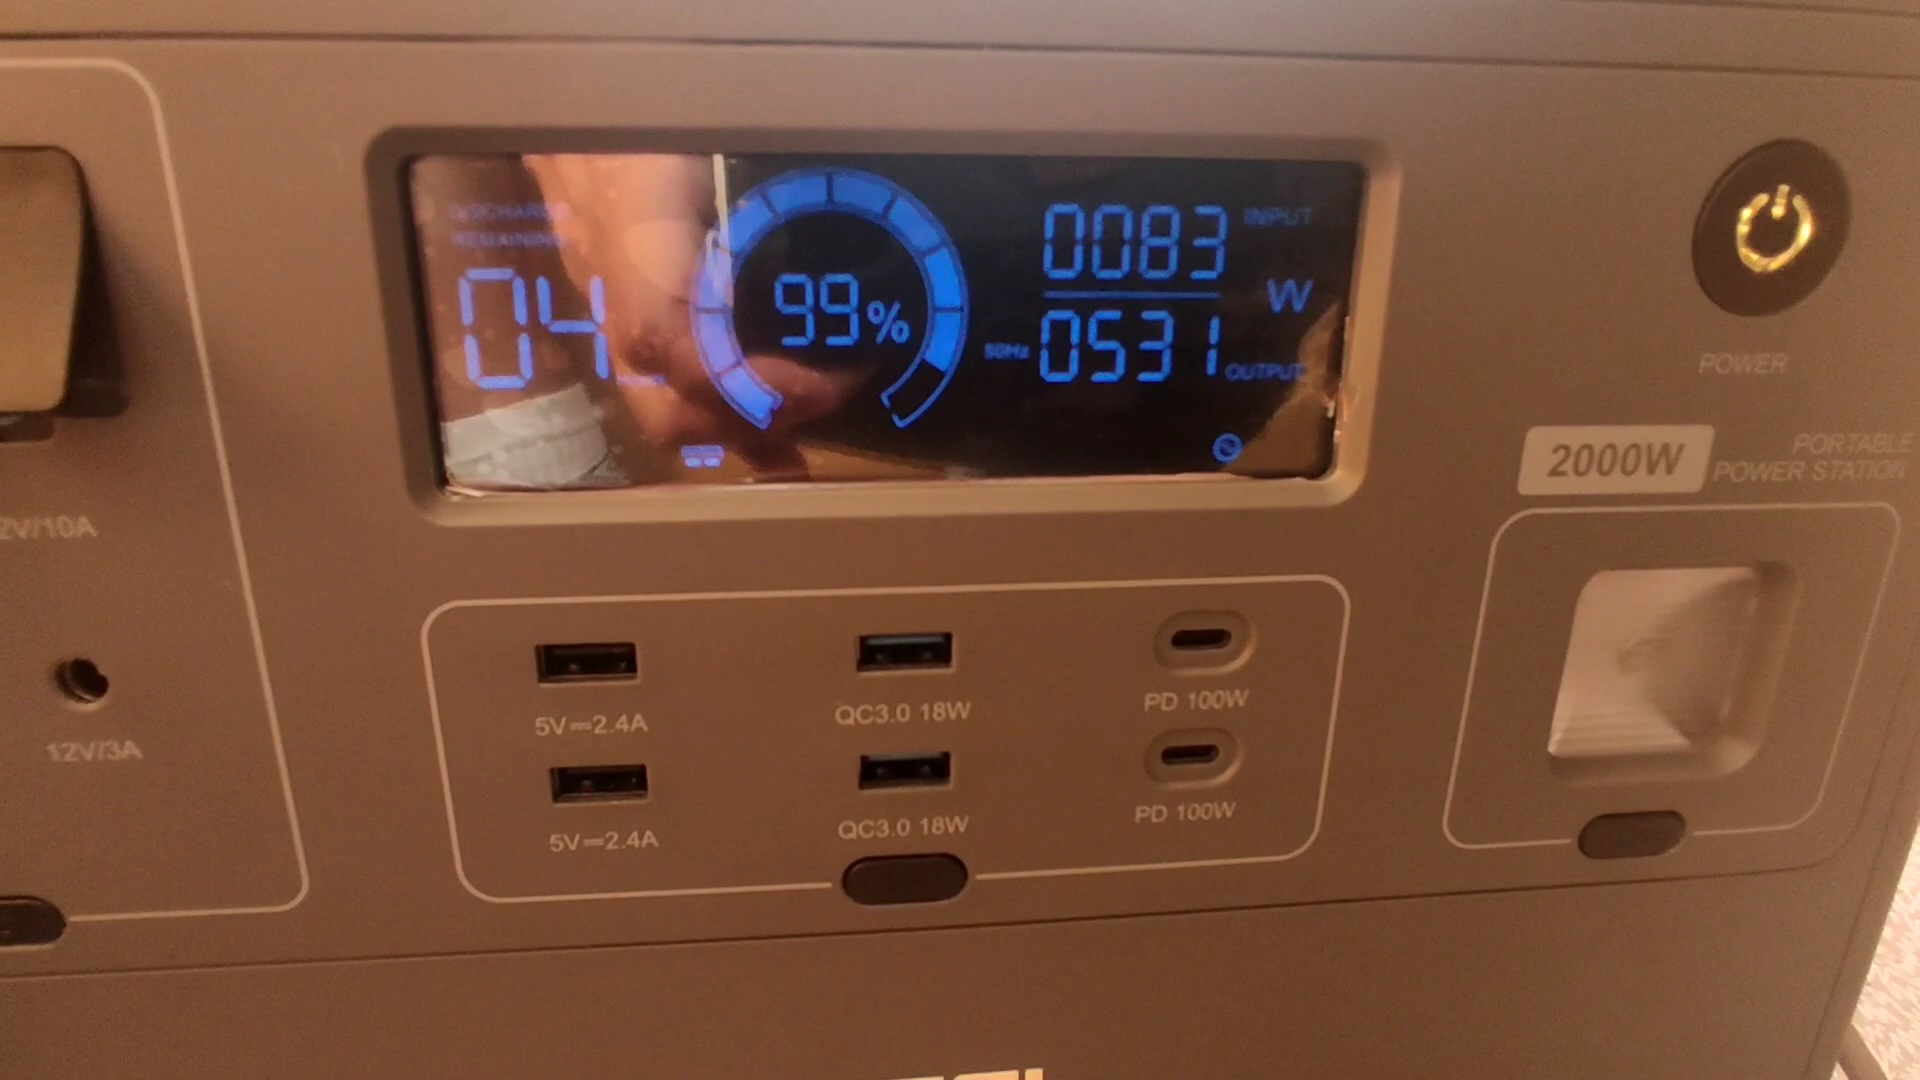 DISCHARGE
REMAINING
04
99%
0083 INPUT
W
50Hz 0531 OUTPUT
POWER
2000W PORTABLE
POWER STATION
2V/10A
12V/3A
5V⎓2.4A
QC3.0 18W
PD 100W
5V⎓2.4A
QC3.0 18W
PD 100W